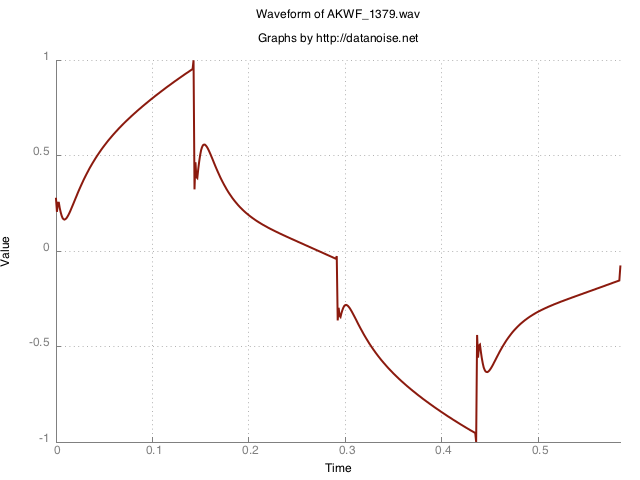 Waveform of AKWF_1379.wav
Graphs by http://datanoise.net
1
0.5
0
-0.5
-1
Value
0 0.1 0.2 0.3 0.4 0.5
Time